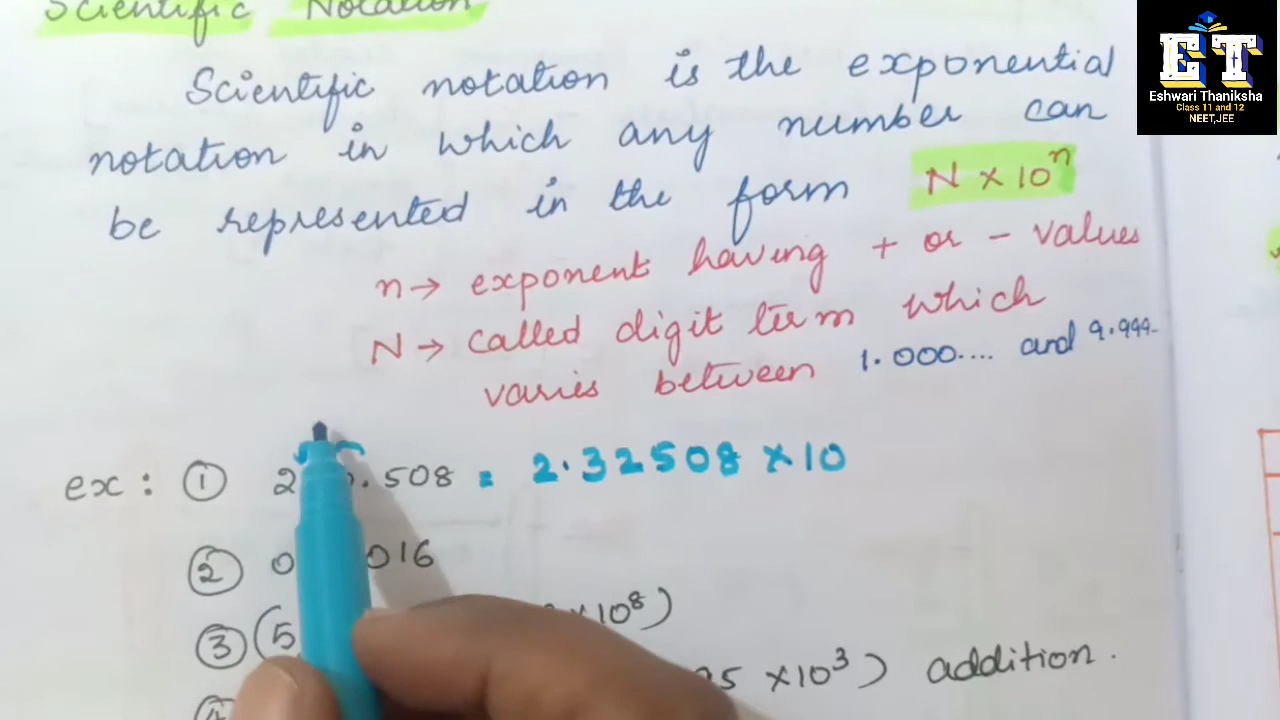 Scientific Notation
ET
Eshwari Thaniksha
Class 11 and 12
NEET,JEE
Scientific notation is the exponential
notation in which any number can
be represented in the form N × 10ⁿ
n → exponent having + or - values
N → called digit term which
varies between 1.000.... and 9.999--
ex: ① 2 .508 = 2.32508 × 10
② 0 016
③ (5 × 10⁸)
× 10³) addition.